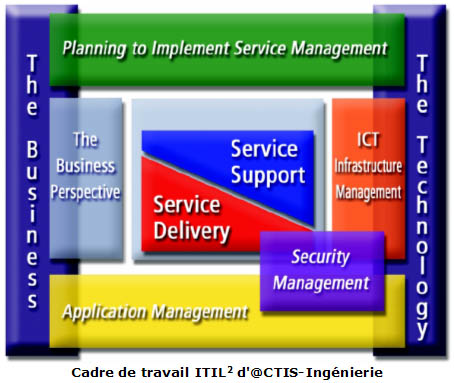 Planning to Implement Service Management
The Business
The Technology
The
Business
Perspective
Service
Support
Service
Delivery
ICT
Infrastructure
Management
Security
Management
Application Management
Cadre de travail ITIL² d'@CTIS-Ingénierie